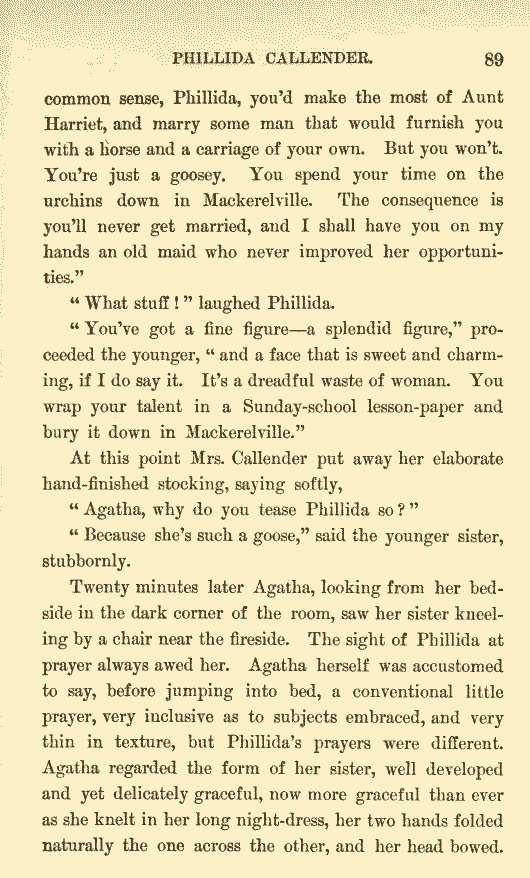 PHILLIDA CALLENDER. 89
common sense, Phillida, you'd make the most of Aunt
Harriet, and marry some man that would furnish you
with a horse and a carriage of your own. But you won't.
You're just a goosey. You spend your time on the
urchins down in Mackerelville. The consequence is
you'll never get married, and I shall have you on my
hands an old maid who never improved her opportuni-
ties."
"What stuff!" laughed Phillida.
"You've got a fine figure—a splendid figure," pro-
ceeded the younger, "and a face that is sweet and charm-
ing, if I do say it. It's a dreadful waste of woman. You
wrap your talent in a Sunday-school lesson-paper and
bury it down in Mackerelville."
At this point Mrs. Callender put away her elaborate
hand-finished stocking, saying softly,
"Agatha, why do you tease Phillida so?"
"Because she's such a goose," said the younger sister,
stubbornly.
Twenty minutes later Agatha, looking from her bed-
side in the dark corner of the room, saw her sister kneel-
ing by a chair near the fireside. The sight of Phillida at
prayer always awed her. Agatha herself was accustomed
to say, before jumping into bed, a conventional little
prayer, very inclusive as to subjects embraced, and very
thin in texture, but Phillida's prayers were different.
Agatha regarded the form of her sister, well developed
and yet delicately graceful, now more graceful than ever
as she knelt in her long night-dress, her two hands folded
naturally the one across the other, and her head bowed.